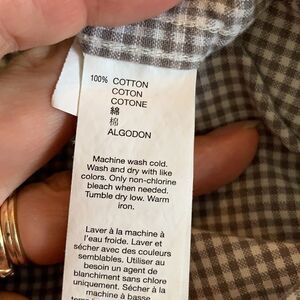 100% COTTON
COTON
COTONE
綿
棉
ALGODON
Machine wash cold.
Wash and dry with like
colors. Only non-chlorine
bleach when needed.
Tumble dry low. Warm
iron.
Laver à la machine à
l'eau froide. Laver et
sécher avec des couleurs
semblables. Utiliser au
besoin un agent de
blanchiment sans chlore
uniquement. Sécher à la
machine à basse